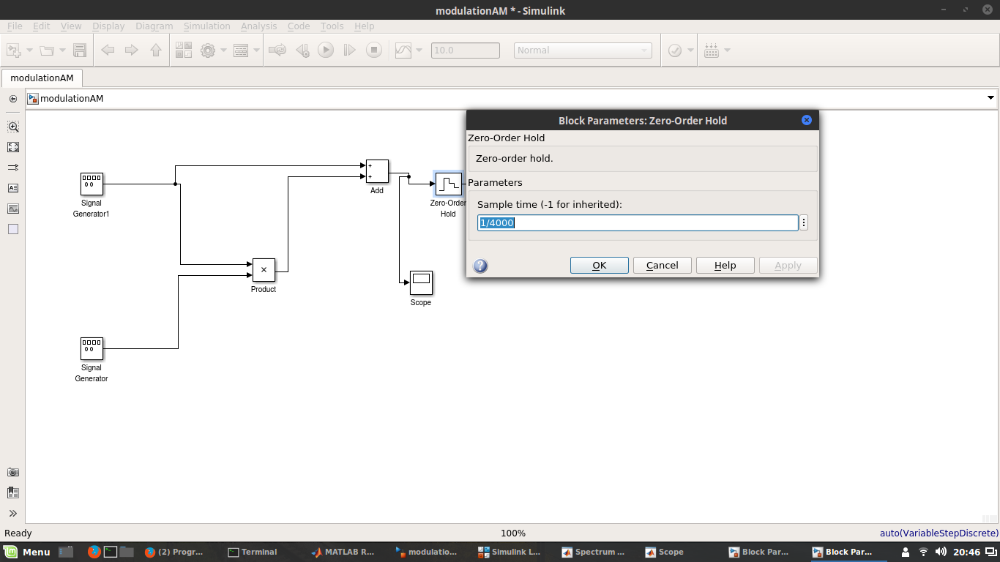 modulationAM * - Simulink
File Edit View Display Diagram Simulation Analysis Code Tools Help
10.0
Normal
modulationAM
modulationAM
Block Parameters: Zero-Order Hold
Zero-Order Hold
Zero-order hold.
Parameters
Sample time (-1 for inherited):
1/4000
OK Cancel Help Apply
Signal
Generator1
Add
Zero-Order
Hold
Product
Scope
Signal
Generator
Ready 100% auto(VariableStepDiscrete)
Menu (2) Progr... Terminal MATLAB R... modulatio... Simulink L... Spectrum ... Scope Block Par... Block Par... 20:46